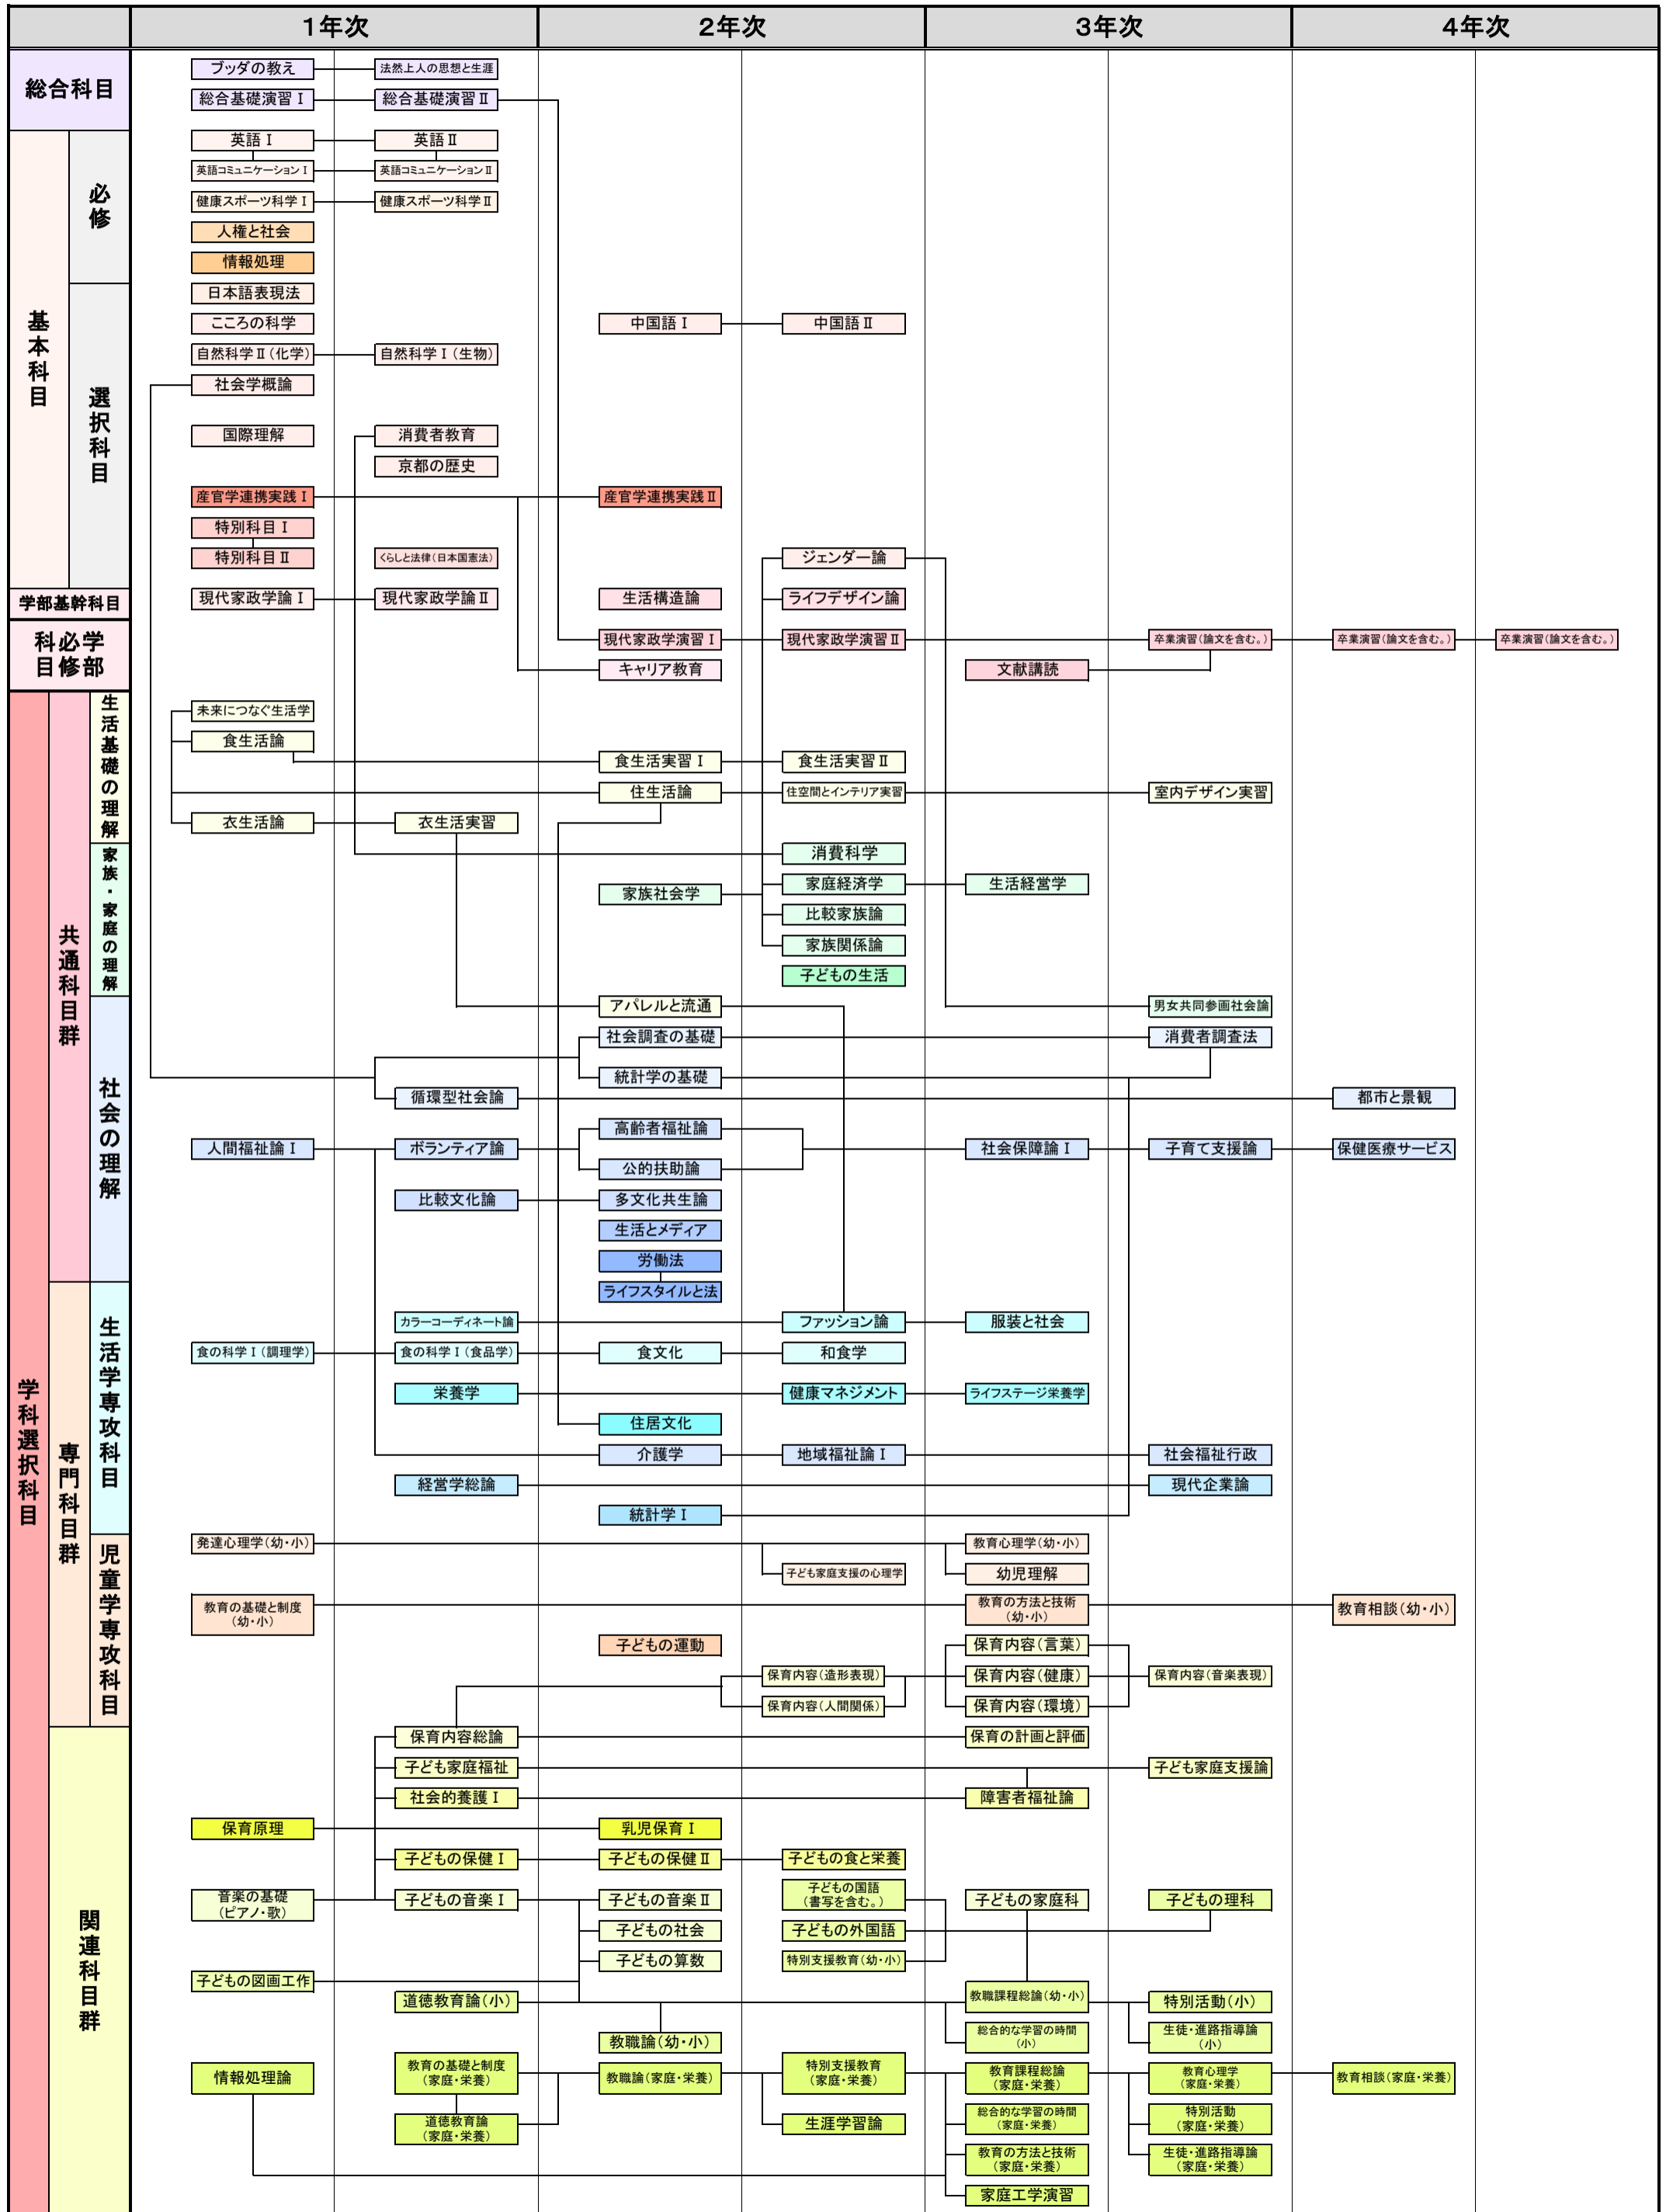 １年次
２年次
３年次
４年次
総合科目
ブッダの教え
法然上人の思想と生涯
総合基礎演習Ⅰ
総合基礎演習Ⅱ
基本科目
必修
英語Ⅰ
英語Ⅱ
英語コミュニケーションⅠ
英語コミュニケーションⅡ
健康スポーツ科学Ⅰ
健康スポーツ科学Ⅱ
人権と社会
情報処理
選択科目
日本語表現法
こころの科学
中国語Ⅰ
中国語Ⅱ
自然科学Ⅱ（化学）
自然科学Ⅰ（生物）
社会学概論
国際理解
消費者教育
京都の歴史
産官学連携実践Ⅰ
産官学連携実践Ⅱ
特別科目Ⅰ
特別科目Ⅱ
くらしと法律（日本国憲法）
ジェンダー論
学部基幹科目
現代家政学論Ⅰ
現代家政学論Ⅱ
生活構造論
ライフデザイン論
科必学
目修部
現代家政学演習Ⅰ
現代家政学演習Ⅱ
卒業演習（論文を含む。）
卒業演習（論文を含む。）
卒業演習（論文を含む。）
キャリア教育
文献講読
学科選択科目
共通科目群
生活基礎の理解
未来につなぐ生活学
食生活論
食生活実習Ⅰ
食生活実習Ⅱ
住生活論
住空間とインテリア実習
室内デザイン実習
衣生活論
衣生活実習
家族・家庭の理解
消費科学
家族社会学
家庭経済学
生活経営学
比較家族論
家族関係論
子どもの生活
社会の理解
アパレルと流通
男女共同参画社会論
社会調査の基礎
消費者調査法
統計学の基礎
循環型社会論
都市と景観
高齢者福祉論
人間福祉論Ⅰ
ボランティア論
社会保障論Ⅰ
子育て支援論
保健医療サービス
公的扶助論
比較文化論
多文化共生論
生活とメディア
労働法
ライフスタイルと法
専門科目群
生活学専攻科目
カラーコーディネート論
ファッション論
服装と社会
食の科学Ⅰ（調理学）
食の科学Ⅰ（食品学）
食文化
和食学
栄養学
健康マネジメント
ライフステージ栄養学
住居文化
介護学
地域福祉論Ⅰ
社会福祉行政
経営学総論
現代企業論
統計学Ⅰ
児童学専攻科目
発達心理学（幼・小）
教育心理学（幼・小）
子ども家庭支援の心理学
幼児理解
教育の基礎と制度
（幼・小）
教育の方法と技術
（幼・小）
教育相談（幼・小）
子どもの運動
保育内容（言葉）
保育内容（造形表現）
保育内容（健康）
保育内容（音楽表現）
保育内容（人間関係）
保育内容（環境）
関連科目群
保育内容総論
保育の計画と評価
子ども家庭福祉
子ども家庭支援論
社会的養護Ⅰ
障害者福祉論
保育原理
乳児保育Ⅰ
子どもの保健Ⅰ
子どもの保健Ⅱ
子どもの食と栄養
音楽の基礎
（ピアノ・歌）
子どもの音楽Ⅰ
子どもの音楽Ⅱ
子どもの国語
（書写を含む。）
子どもの家庭科
子どもの理科
子どもの社会
子どもの外国語
子どもの算数
特別支援教育（幼・小）
子どもの図画工作
道徳教育論（小）
教職課程総論（幼・小）
特別活動（小）
教職論（幼・小）
総合的な学習の時間
（小）
生徒・進路指導論
（小）
情報処理論
教育の基礎と制度
（家庭・栄養）
教職論（家庭・栄養）
特別支援教育
（家庭・栄養）
教育課程総論
（家庭・栄養）
教育心理学
（家庭・栄養）
教育相談（家庭・栄養）
道徳教育論
（家庭・栄養）
生涯学習論
総合的な学習の時間
（家庭・栄養）
特別活動
（家庭・栄養）
教育の方法と技術
（家庭・栄養）
生徒・進路指導論
（家庭・栄養）
家庭工学演習